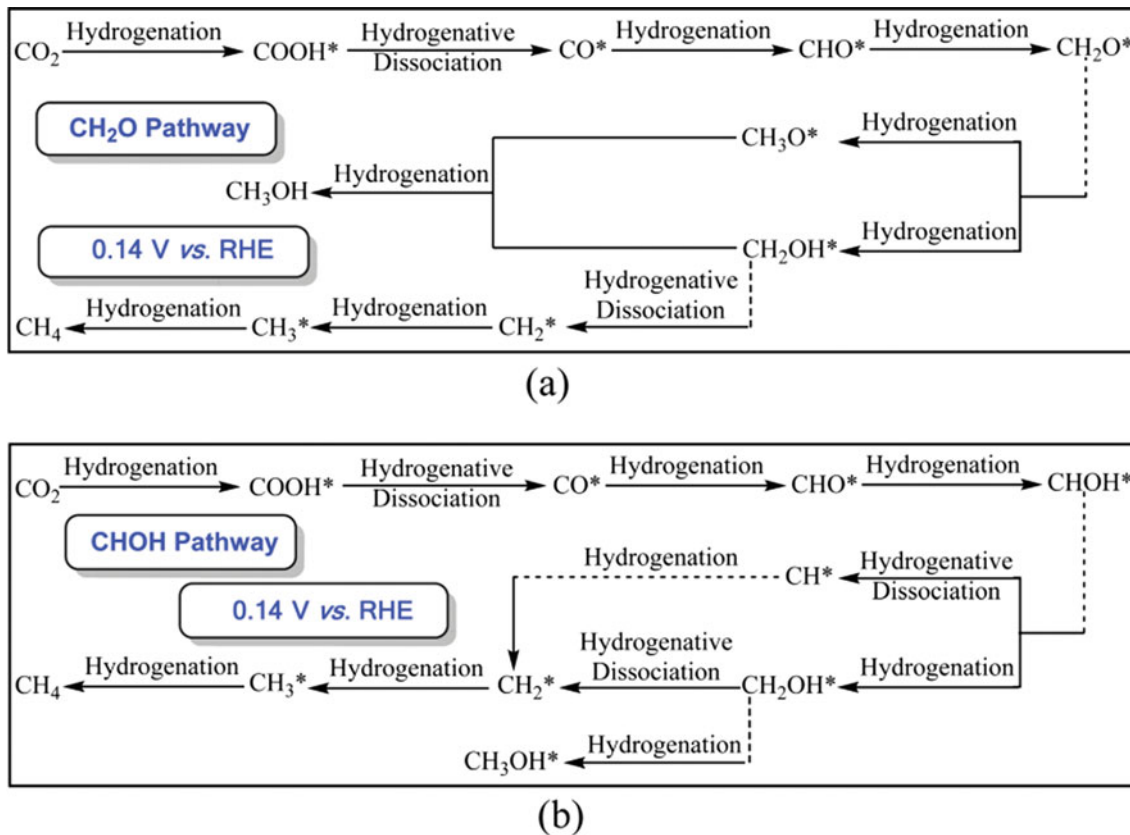 CO₂ Hydrogenation COOH* Hydrogenative Dissociation CO* Hydrogenation CHO* Hydrogenation CH₂O*
CH₂O Pathway
CH₃O* Hydrogenation
CH₃OH Hydrogenation
0.14 V vs. RHE
CH₂OH* Hydrogenation
CH₄ Hydrogenation CH₃* Hydrogenation CH₂* Hydrogenative Dissociation
(a)
CO₂ Hydrogenation COOH* Hydrogenative Dissociation CO* Hydrogenation CHO* Hydrogenation CHOH*
CHOH Pathway
Hydrogenation CH* Hydrogenative Dissociation
0.14 V vs. RHE
CH₄ Hydrogenation CH₃* Hydrogenation CH₂* Hydrogenative Dissociation CH₂OH* Hydrogenation
CH₃OH* Hydrogenation
(b)